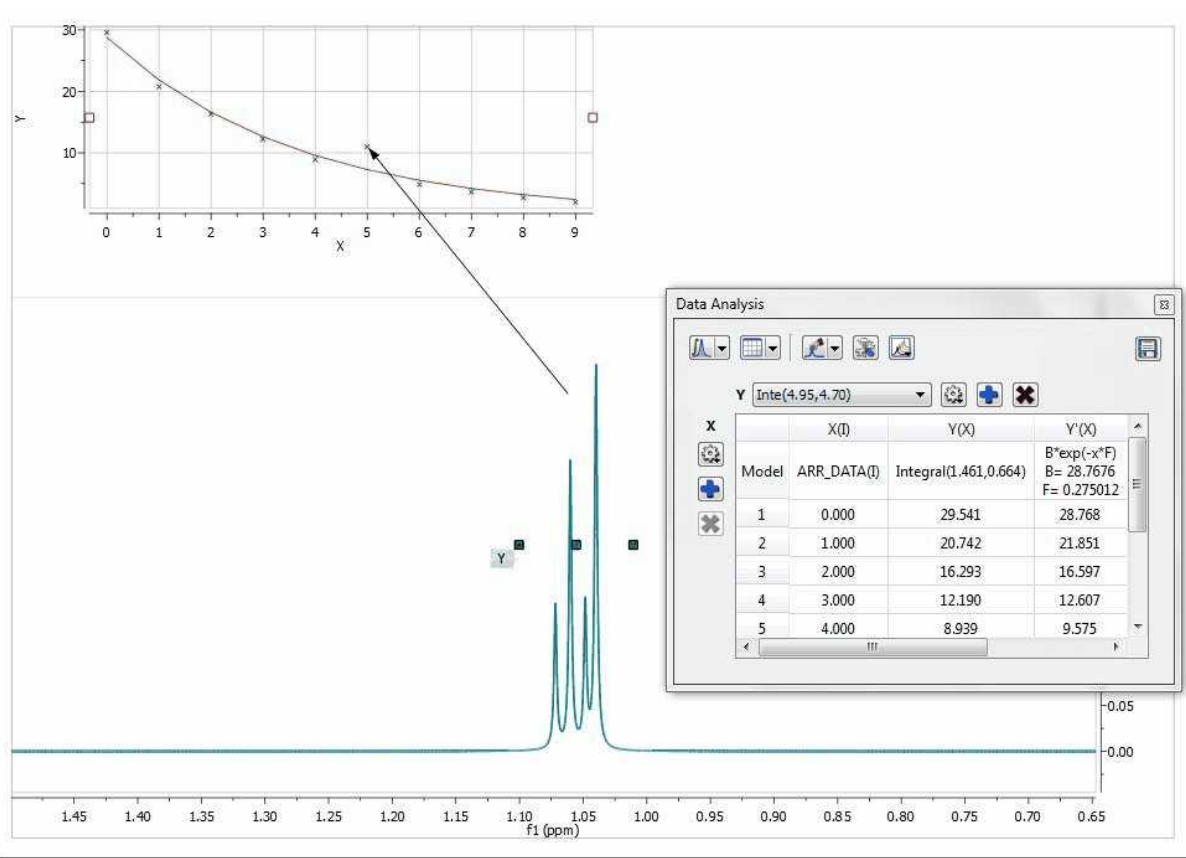 30
20
Y
10
0 1 2 3 4 5 6 7 8 9
X
Data Analysis
Y Inte(4.95,4.70)
X
X(I) Y(X) Y'(X)
Model ARR_DATA(I) Integral(1.461,0.664) B*exp(-x*F)
B= 28.7676
F= 0.275012
1 0.000 29.541 28.768
2 1.000 20.742 21.851
3 2.000 16.293 16.597
4 3.000 12.190 12.607
5 4.000 8.939 9.575
Y
0.05
0.00
1.45 1.40 1.35 1.30 1.25 1.20 1.15 1.10 1.05 1.00 0.95 0.90 0.85 0.80 0.75 0.70 0.65
f1 (ppm)